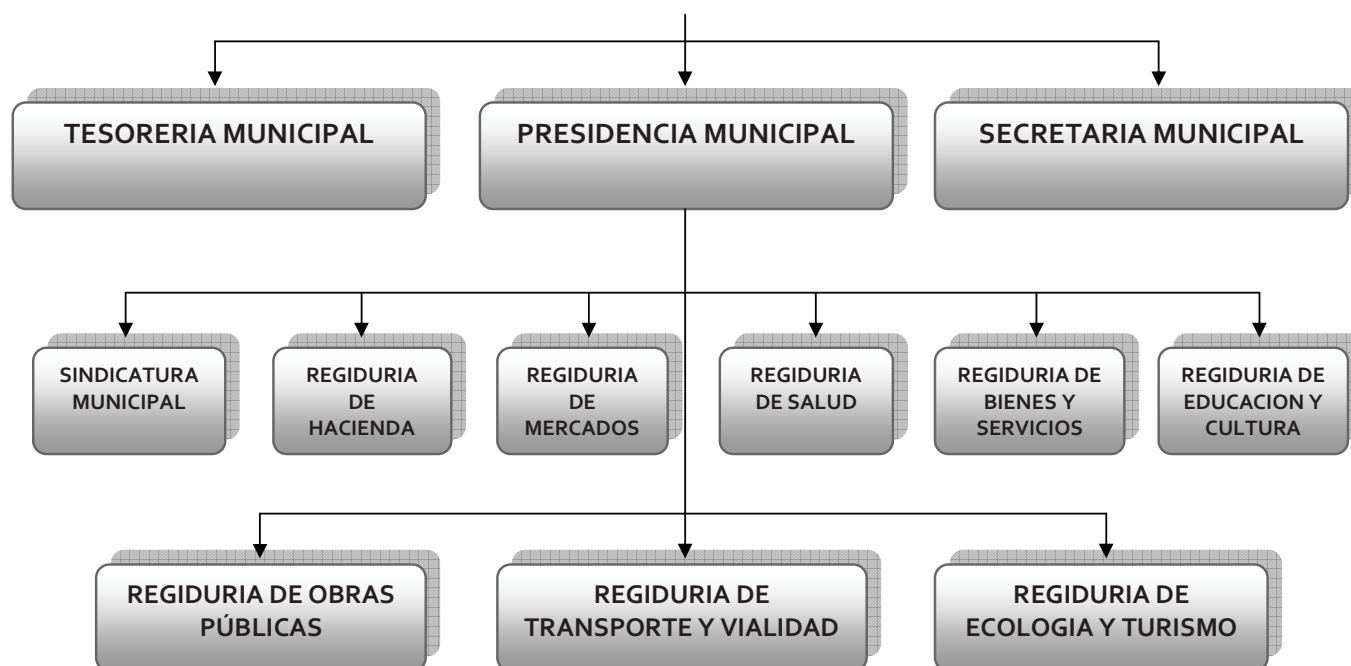 TESORERIA MUNICIPAL
PRESIDENCIA MUNICIPAL
SECRETARIA MUNICIPAL
SINDICATURA
MUNICIPAL
REGIDURIA
DE
HACIENDA
REGIDURIA
DE
MERCADOS
REGIDURIA
DE SALUD
REGIDURIA DE
BIENES Y
SERVICIOS
REGIDURIA DE
EDUCACION Y
CULTURA
REGIDURIA DE OBRAS
PÚBLICAS
REGIDURIA DE
TRANSPORTE Y VIALIDAD
REGIDURIA DE
ECOLOGIA Y TURISMO